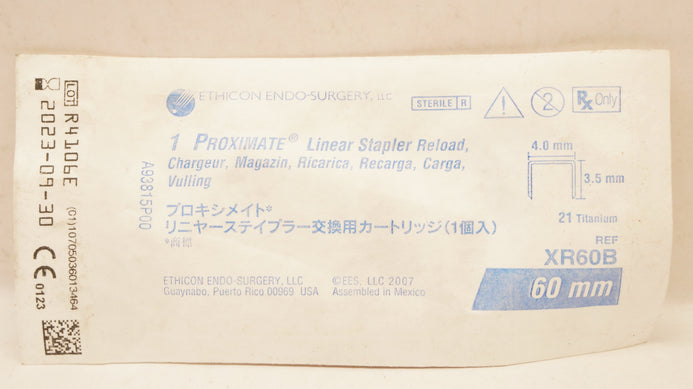 ETHICON ENDO-SURGERY, LLC
STERILE R
Rx Only
1 PROXIMATE® Linear Stapler Reload,
Chargeur, Magazin, Ricarica, Recarga, Carga,
Vulling
プロキシメイト*
リニヤーステイプラー交換用カートリッジ(1個入)
*商標
4.0 mm
3.5 mm
21 Titanium
REF
XR60B
60 mm
ETHICON ENDO-SURGERY, LLC
Guaynabo, Puerto Rico 00969 USA
©EES, LLC 2007
Assembled in Mexico
A93815P00
LOT R4106E
2023-09-30
(01)10705036013464
CE 0123